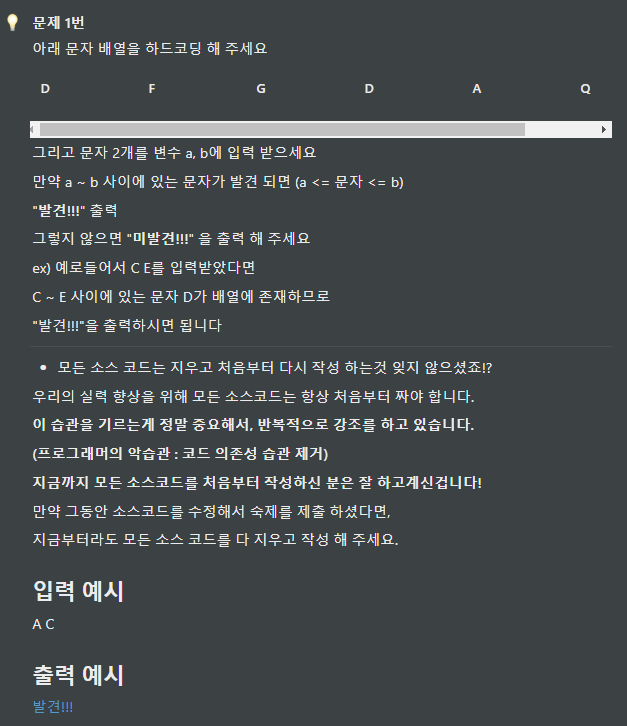 문제 1번
아래 문자 배열을 하드코딩 해 주세요
D F G D A Q
그리고 문자 2개를 변수 a, b에 입력 받으세요
만약 a ~ b 사이에 있는 문자가 발견 되면 (a <= 문자 <= b)
"발견!!!" 출력
그렇지 않으면 "미발견!!!" 을 출력 해 주세요
ex) 예로들어서 C E를 입력받았다면
C ~ E 사이에 있는 문자 D가 배열에 존재하므로
"발견!!!"을 출력하시면 됩니다
• 모든 소스 코드는 지우고 처음부터 다시 작성 하는것 잊지 않으셨죠!?
우리의 실력 향상을 위해 모든 소스코드는 항상 처음부터 짜야 합니다.
이 습관을 기르는게 정말 중요해서, 반복적으로 강조를 하고 있습니다.
(프로그래머의 악습관 : 코드 의존성 습관 제거)
지금까지 모든 소스코드를 처음부터 작성하신 분은 잘 하고계신겁니다!
만약 그동안 소스코드를 수정해서 숙제를 제출 하셨다면,
지금부터라도 모든 소스 코드를 다 지우고 작성 해 주세요.
입력 예시
A C
출력 예시
발견!!!